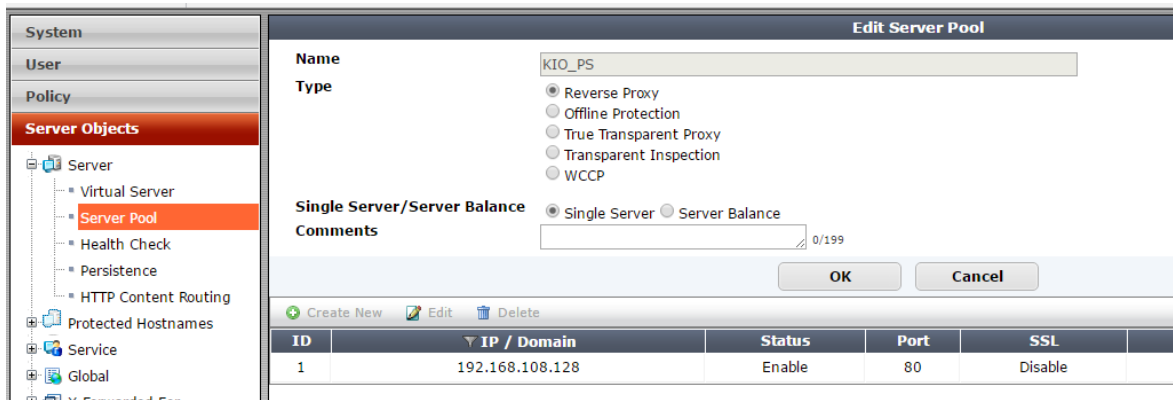 System
User
Policy
Server Objects
Server
Virtual Server
Server Pool
Health Check
Persistence
HTTP Content Routing
Protected Hostnames
Service
Global
X-Forwarded-For
Edit Server Pool
Name KIO_PS
Type Reverse Proxy
Offline Protection
True Transparent Proxy
Transparent Inspection
WCCP
Single Server/Server Balance Single Server Server Balance
Comments 0/199
OK Cancel
Create New Edit Delete
ID IP / Domain Status Port SSL
1 192.168.108.128 Enable 80 Disable